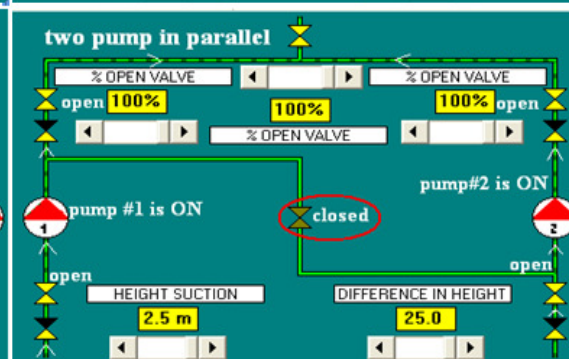 two pump in parallel
% OPEN VALVE
% OPEN VALVE
open 100%
100%
100% open
% OPEN VALVE
pump#2 is ON
pump #1 is ON
closed
1
2
open
open
HEIGHT SUCTION
DIFFERENCE IN HEIGHT
2.5 m
25.0